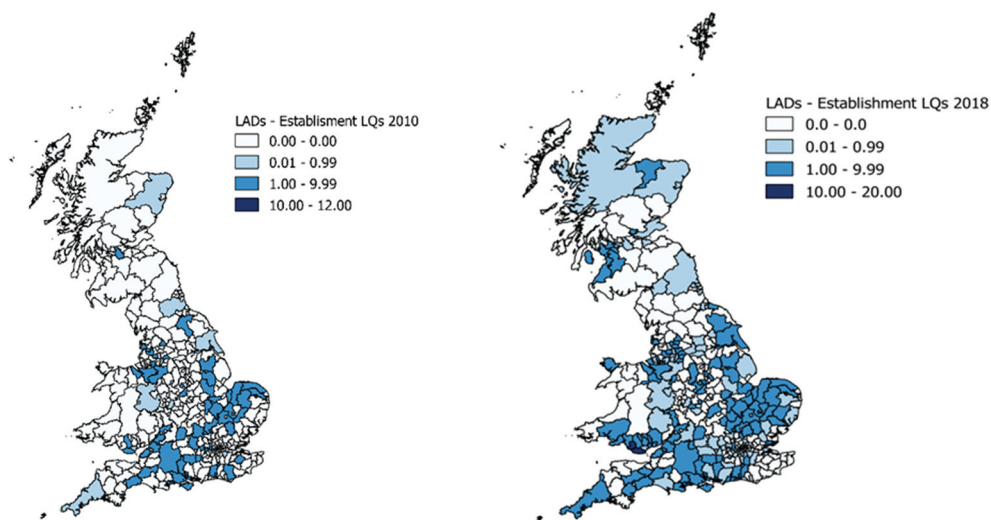 LADs - Establisment LQs 2010
0.00 - 0.00
0.01 - 0.99
1.00 - 9.99
10.00 - 12.00
LADs - Establishment LQs 2018
0.0 - 0.0
0.01 - 0.99
1.00 - 9.99
10.00 - 20.00